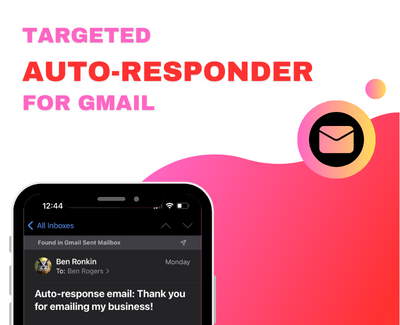 TARGETED
AUTO-RESPONDER
FOR GMAIL
12:44
All Inboxes
Found in Gmail Sent Mailbox
Ben Ronkin
Monday
To: Ben Rogers
Auto-response email: Thank you
for emailing my business!